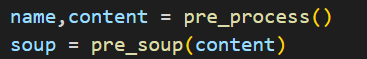 name,content = pre_process()
soup = pre_soup(content)